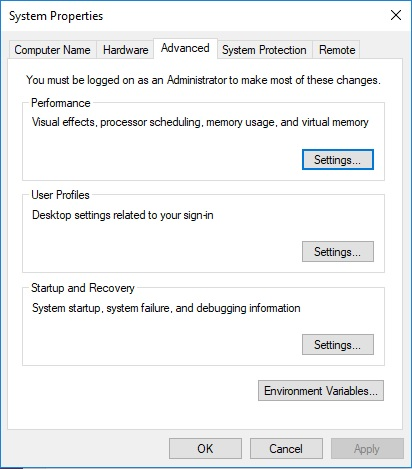 System Properties
Computer Name Hardware Advanced System Protection Remote
You must be logged on as an Administrator to make most of these changes.
Performance
Visual effects, processor scheduling, memory usage, and virtual memory
Settings...
User Profiles
Desktop settings related to your sign-in
Settings...
Startup and Recovery
System startup, system failure, and debugging information
Settings...
Environment Variables...
OK Cancel Apply